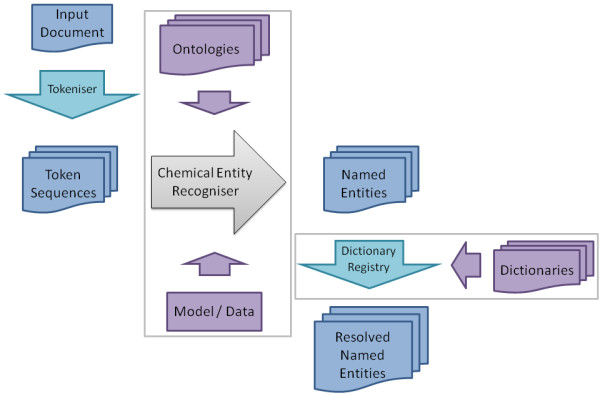 Input
Document
Ontologies
Tokeniser
Token
Sequences
Chemical Entity
Recogniser
Named
Entities
Dictionary
Registry
Dictionaries
Model / Data
Resolved
Named
Entities